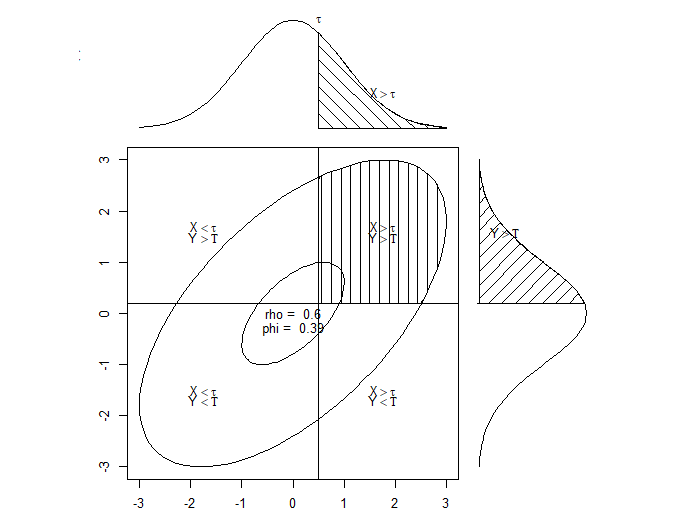 τ
X > τ
3
2
1
0
-1
-2
-3
X < τ
Y > T
X > τ
Y > T
Y > T
rho = 0.6
phi = 0.39
X < τ
Y < T
X > τ
Y < T
-3 -2 -1 0 1 2 3